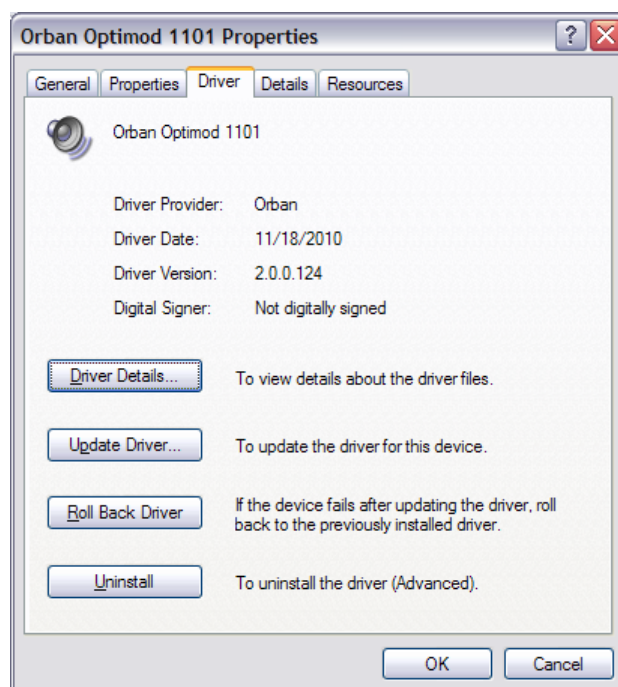 Orban Optimod 1101 Properties
General Properties Driver Details Resources
Orban Optimod 1101
Driver Provider: Orban
Driver Date: 11/18/2010
Driver Version: 2.0.0.124
Digital Signer: Not digitally signed
Driver Details... To view details about the driver files.
Update Driver... To update the driver for this device.
Roll Back Driver If the device fails after updating the driver, roll
back to the previously installed driver.
Uninstall To uninstall the driver (Advanced).
OK Cancel